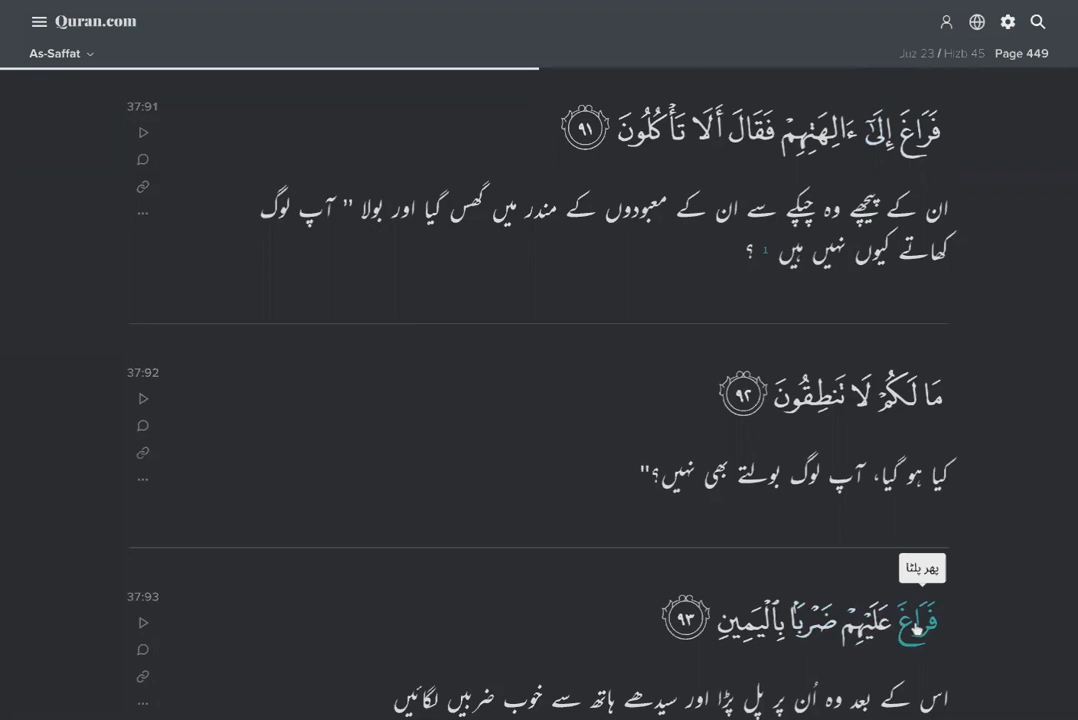 Quran.com
As-Saffat
Juz 23 / Hizb 45 Page 449
37:91
فَرَاغَ إِلَىٰٓ ءَالِهَتِهِمۡ فَقَالَ أَلَا تَأۡكُلُونَ ٩١
ان کے پیچھے وہ چپکے سے ان کے معبودوں کے مندر میں گھس گیا اور بولا " آپ لوگ
کھاتے کیوں نہیں ہیں 1 ؟
37:92
مَا لَكُمۡ لَا تَنطِقُونَ ٩٢
کیا ہو گیا، آپ لوگ بولتے بھی نہیں؟"
پھر پلٹا
37:93
فَرَاغَ عَلَيۡهِمۡ ضَرۡبَۢا بِٱلۡيَمِينِ ٩٣
اس کے بعد وہ اُن پر پل پڑا اور سیدھے ہاتھ سے خوب ضربیں لگائیں